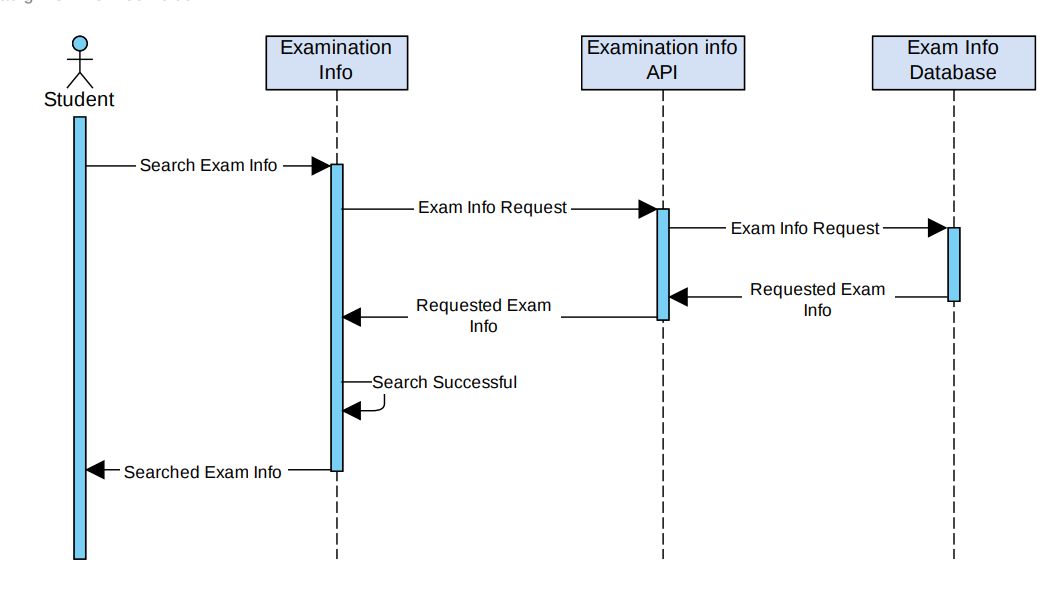 Examination
Info
Examination info
API
Exam Info
Database
Student
Search Exam Info
Exam Info Request
Exam Info Request
Requested Exam
Info
Requested Exam
Info
Search Successful
Searched Exam Info